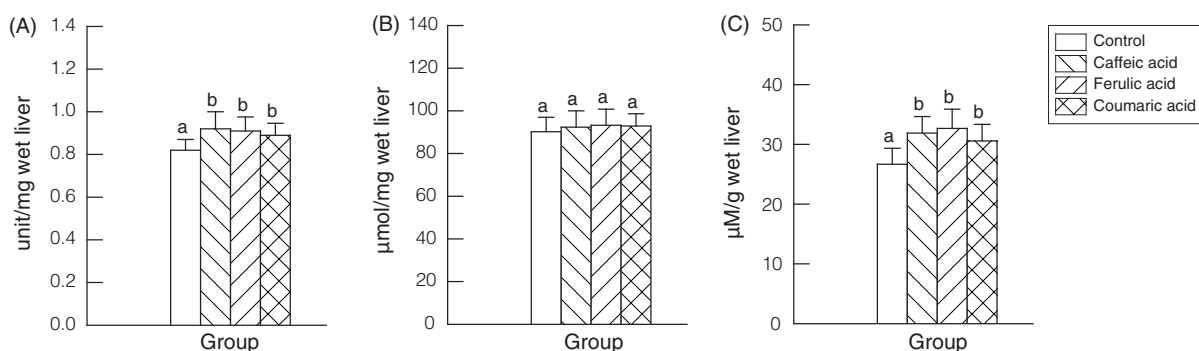 (A)
1.4
1.2
1.0
0.8
0.6
0.4
0.2
0.0
unit/mg wet liver
a
b
b
b
Group
(B)
140
120
100
80
60
40
20
0
µmol/mg wet liver
a
a
a
a
Group
(C)
50
40
30
20
10
0
µM/g wet liver
a
b
b
b
Group
Control
Caffeic acid
Ferulic acid
Coumaric acid